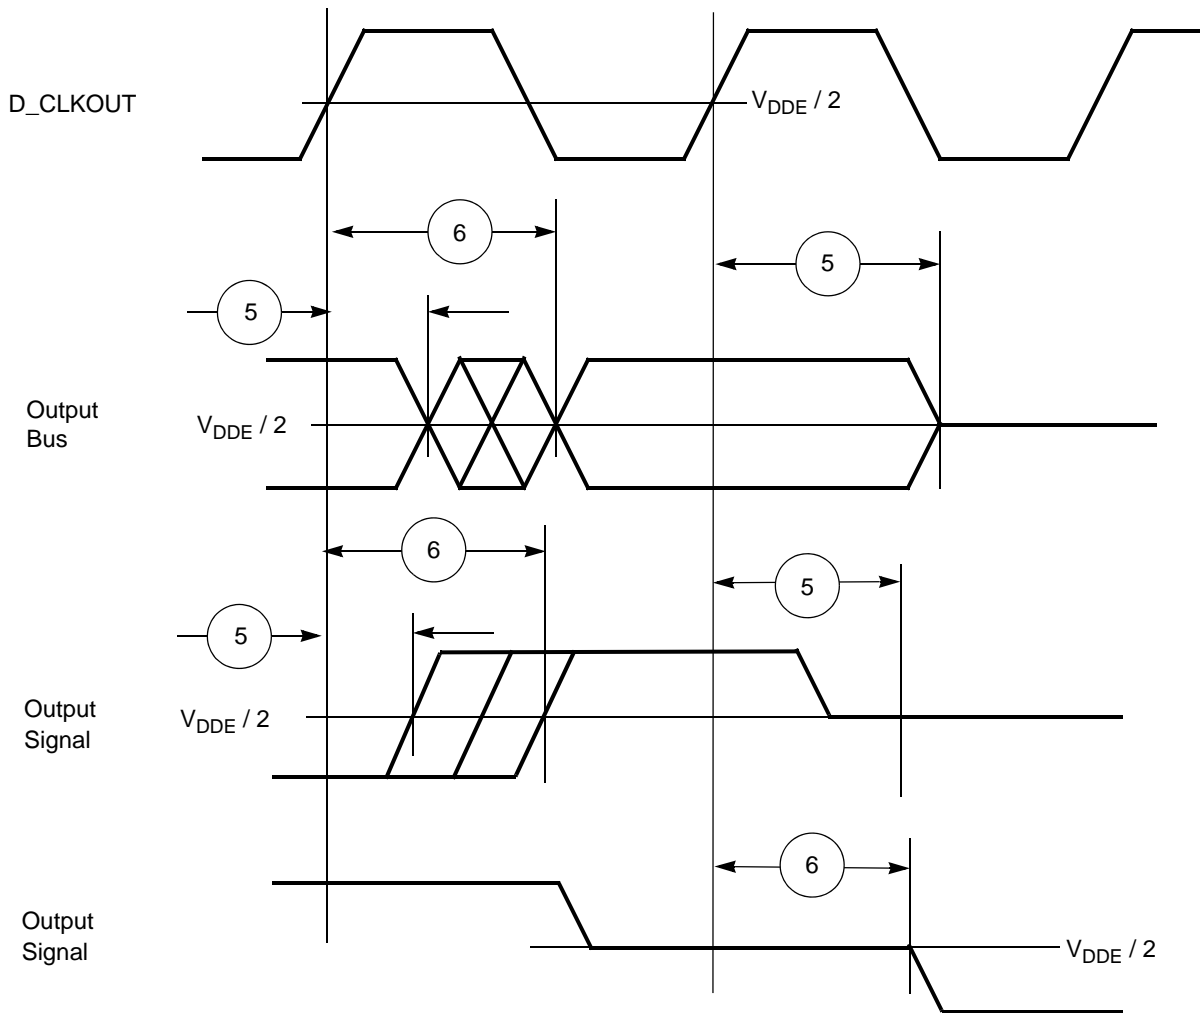 D_CLKOUT
VDDE / 2
6
5
5
Output
Bus
VDDE / 2
6
5
5
Output
Signal
VDDE / 2
6
Output
Signal
VDDE / 2